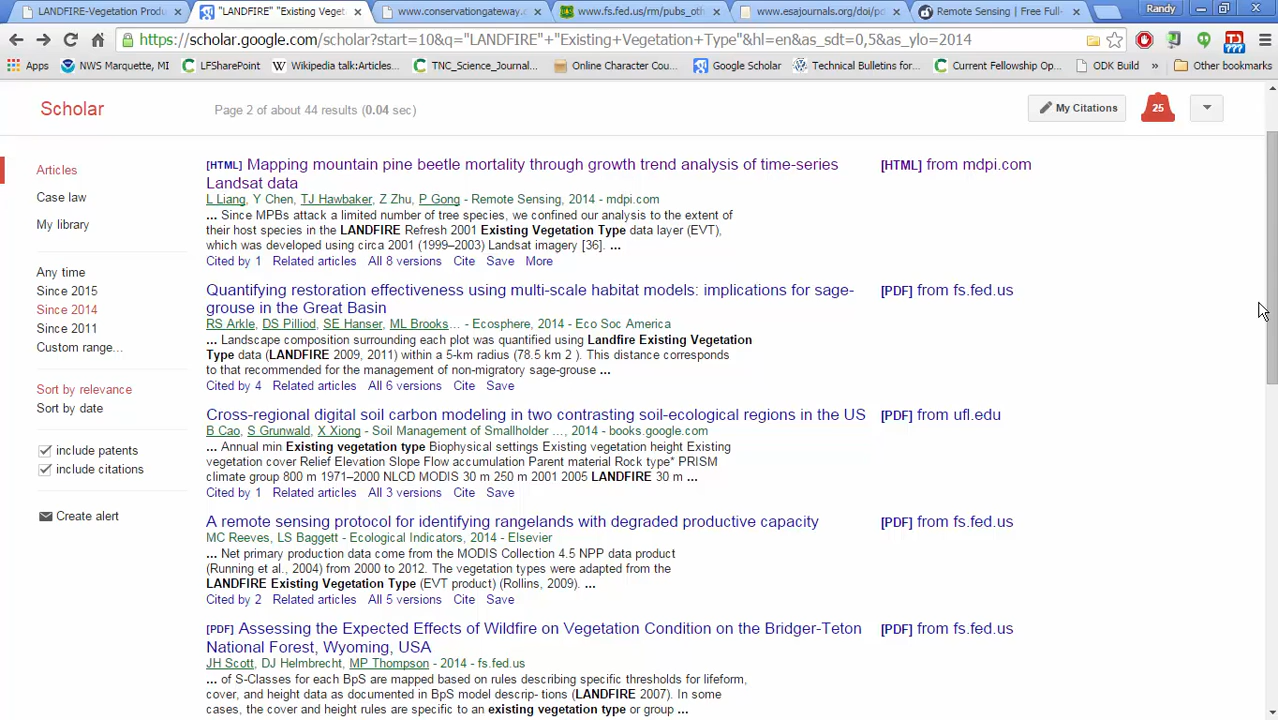 LANDFIRE-Vegetation Produ
"LANDFIRE" "Existing Veget
www.conservationgateway.c
www.fs.fed.us/rm/pubs_oth
www.esajournals.org/doi/pd
Remote Sensing | Free Full-
Randy
https://scholar.google.com/scholar?start=10&q="LANDFIRE"+"Existing+Vegetation+Type"&hl=en&as_sdt=0,5&as_ylo=2014
Apps NWS Marquette, MI LFSharePoint Wikipedia talk:Articles... TNC_Science_Journal... Online Character Cou... Google Scholar Technical Bulletins for... Current Fellowship Op... ODK Build » Other bookmarks
Scholar
Page 2 of about 44 results (0.04 sec)
My Citations
25
Articles
Case law
My library
Any time
Since 2015
Since 2014
Since 2011
Custom range...
Sort by relevance
Sort by date
include patents
include citations
Create alert
[HTML] Mapping mountain pine beetle mortality through growth trend analysis of time-series
Landsat data
L Liang, Y Chen, TJ Hawbaker, Z Zhu, P Gong - Remote Sensing, 2014 - mdpi.com
... Since MPBs attack a limited number of tree species, we confined our analysis to the extent of
their host species in the LANDFIRE Refresh 2001 Existing Vegetation Type data layer (EVT),
which was developed using circa 2001 (1999–2003) Landsat imagery [36]. ...
Cited by 1 Related articles All 8 versions Cite Save More
[HTML] from mdpi.com
Quantifying restoration effectiveness using multi-scale habitat models: implications for sage-
grouse in the Great Basin
RS Arkle, DS Pilliod, SE Hanser, ML Brooks... - Ecosphere, 2014 - Eco Soc America
... Landscape composition surrounding each plot was quantified using Landfire Existing Vegetation
Type data (LANDFIRE 2009, 2011) within a 5-km radius (78.5 km 2 ). This distance corresponds
to that recommended for the management of non-migratory sage-grouse ...
Cited by 4 Related articles All 6 versions Cite Save
[PDF] from fs.fed.us
Cross-regional digital soil carbon modeling in two contrasting soil-ecological regions in the US
B Cao, S Grunwald, X Xiong - Soil Management of Smallholder ..., 2014 - books.google.com
... Annual min Existing vegetation type Biophysical settings Existing vegetation height Existing
vegetation cover Relief Elevation Slope Flow accumulation Parent material Rock type* PRISM
climate group 800 m 1971–2000 NLCD MODIS 30 m 250 m 2001 2005 LANDFIRE 30 m ...
Cited by 1 Related articles All 3 versions Cite Save
[PDF] from ufl.edu
A remote sensing protocol for identifying rangelands with degraded productive capacity
MC Reeves, LS Baggett - Ecological Indicators, 2014 - Elsevier
... Net primary production data come from the MODIS Collection 4.5 NPP data product
(Running et al., 2004) from 2000 to 2012. The vegetation types were adapted from the
LANDFIRE Existing Vegetation Type (EVT product) (Rollins, 2009). ...
Cited by 2 Related articles All 5 versions Cite Save
[PDF] from fs.fed.us
[PDF] Assessing the Expected Effects of Wildfire on Vegetation Condition on the Bridger-Teton
National Forest, Wyoming, USA
JH Scott, DJ Helmbrecht, MP Thompson - 2014 - fs.fed.us
... of S-Classes for each BpS are mapped based on rules describing specific thresholds for lifeform,
cover, and height data as documented in BpS model descrip- tions (LANDFIRE 2007). In some
cases, the cover and height rules are specific to an existing vegetation type or group ...
[PDF] from fs.fed.us